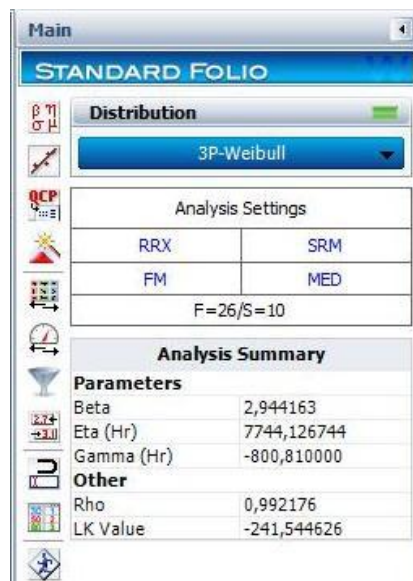 Main
STANDARD FOLIO
β η
σ μ
Distribution
3P-Weibull
QCP
Analysis Settings
RRX SRM
FM MED
F=26/S=10
Analysis Summary
Parameters
Beta 2,944163
Eta (Hr) 7744,126744
Gamma (Hr) -800,810000
Other
Rho 0,992176
LK Value -241,544626